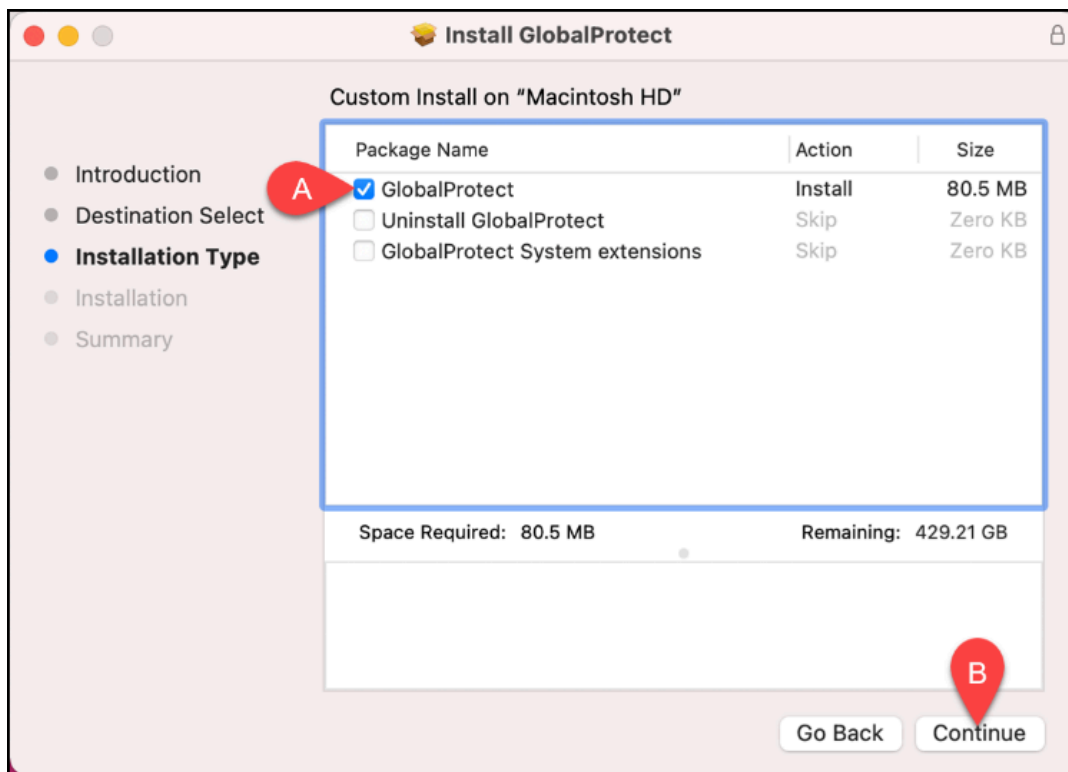 Install GlobalProtect
Custom Install on "Macintosh HD"
Introduction
Destination Select
Installation Type
Installation
Summary
Package Name Action Size
A GlobalProtect Install 80.5 MB
Uninstall GlobalProtect Skip Zero KB
GlobalProtect System extensions Skip Zero KB
Space Required: 80.5 MB Remaining: 429.21 GB
B
Go Back Continue